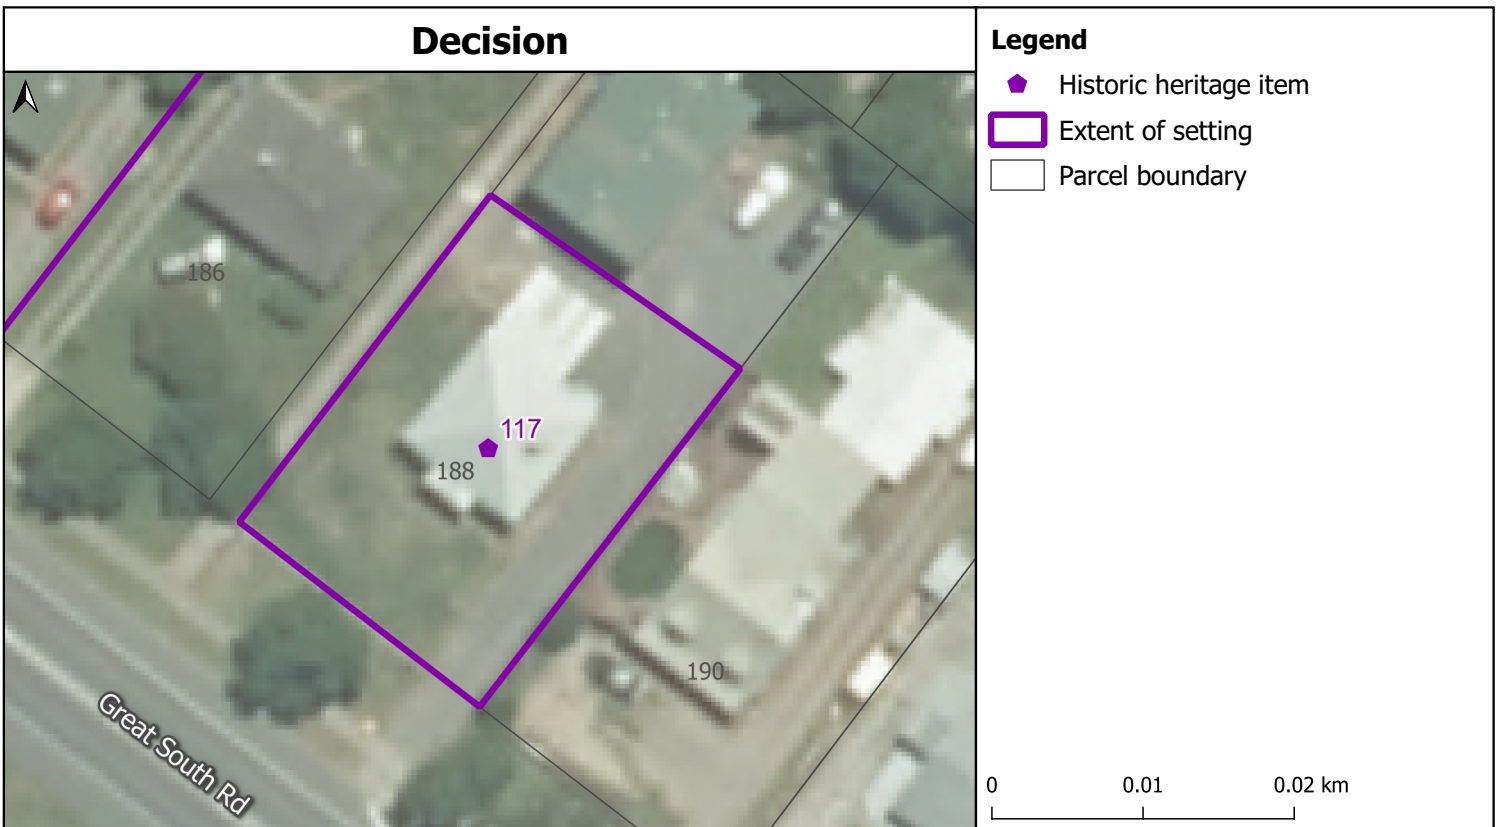 Decision
186
117
188
190
Great South Rd
Legend
Historic heritage item
Extent of setting
Parcel boundary
0 0.01 0.02 km